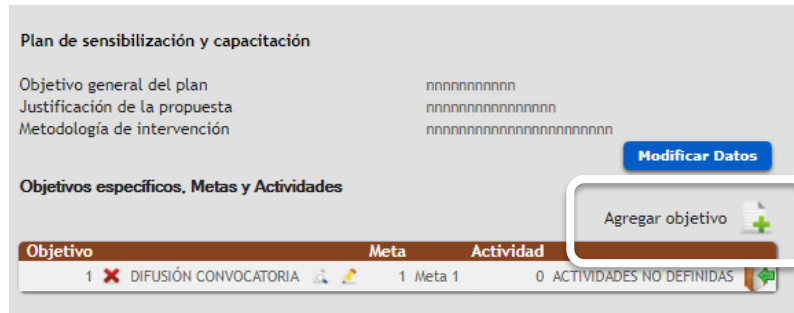 Plan de sensibilización y capacitación
Objetivo general del plan nnnnnnnnnnn
Justificación de la propuesta nnnnnnnnnnnnnnnn
Metodología de intervención nnnnnnnnnnnnnnnnnnnnnnn
Modificar Datos
Objetivos específicos, Metas y Actividades
Agregar objetivo
Objetivo Meta Actividad
1 DIFUSIÓN CONVOCATORIA 1 Meta 1 0 ACTIVIDADES NO DEFINIDAS